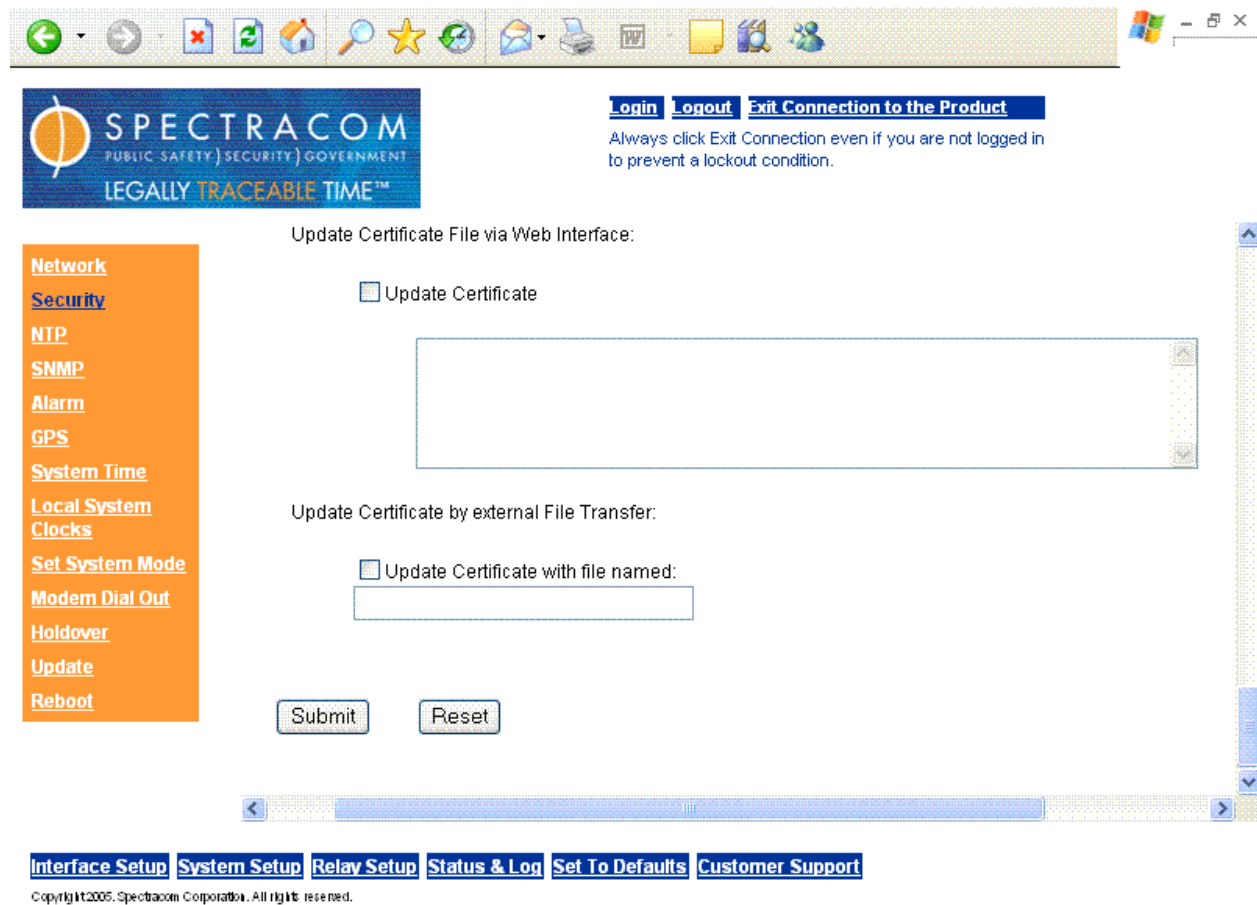 Login Logout Exit Connection to the Product
Always click Exit Connection even if you are not logged in
to prevent a lockout condition.
SPECTRACOM
PUBLIC SAFETY ) SECURITY ) GOVERNMENT
LEGALLY TRACEABLE TIME™
Network
Security
NTP
SNMP
Alarm
GPS
System Time
Local System
Clocks
Set System Mode
Modem Dial Out
Holdover
Update
Reboot
Update Certificate File via Web Interface:
Update Certificate
Update Certificate by external File Transfer:
Update Certificate with file named:
Submit Reset
Interface Setup System Setup Relay Setup Status & Log Set To Defaults Customer Support
Copyright 2005. Spectracom Corporation. All rights reserved.